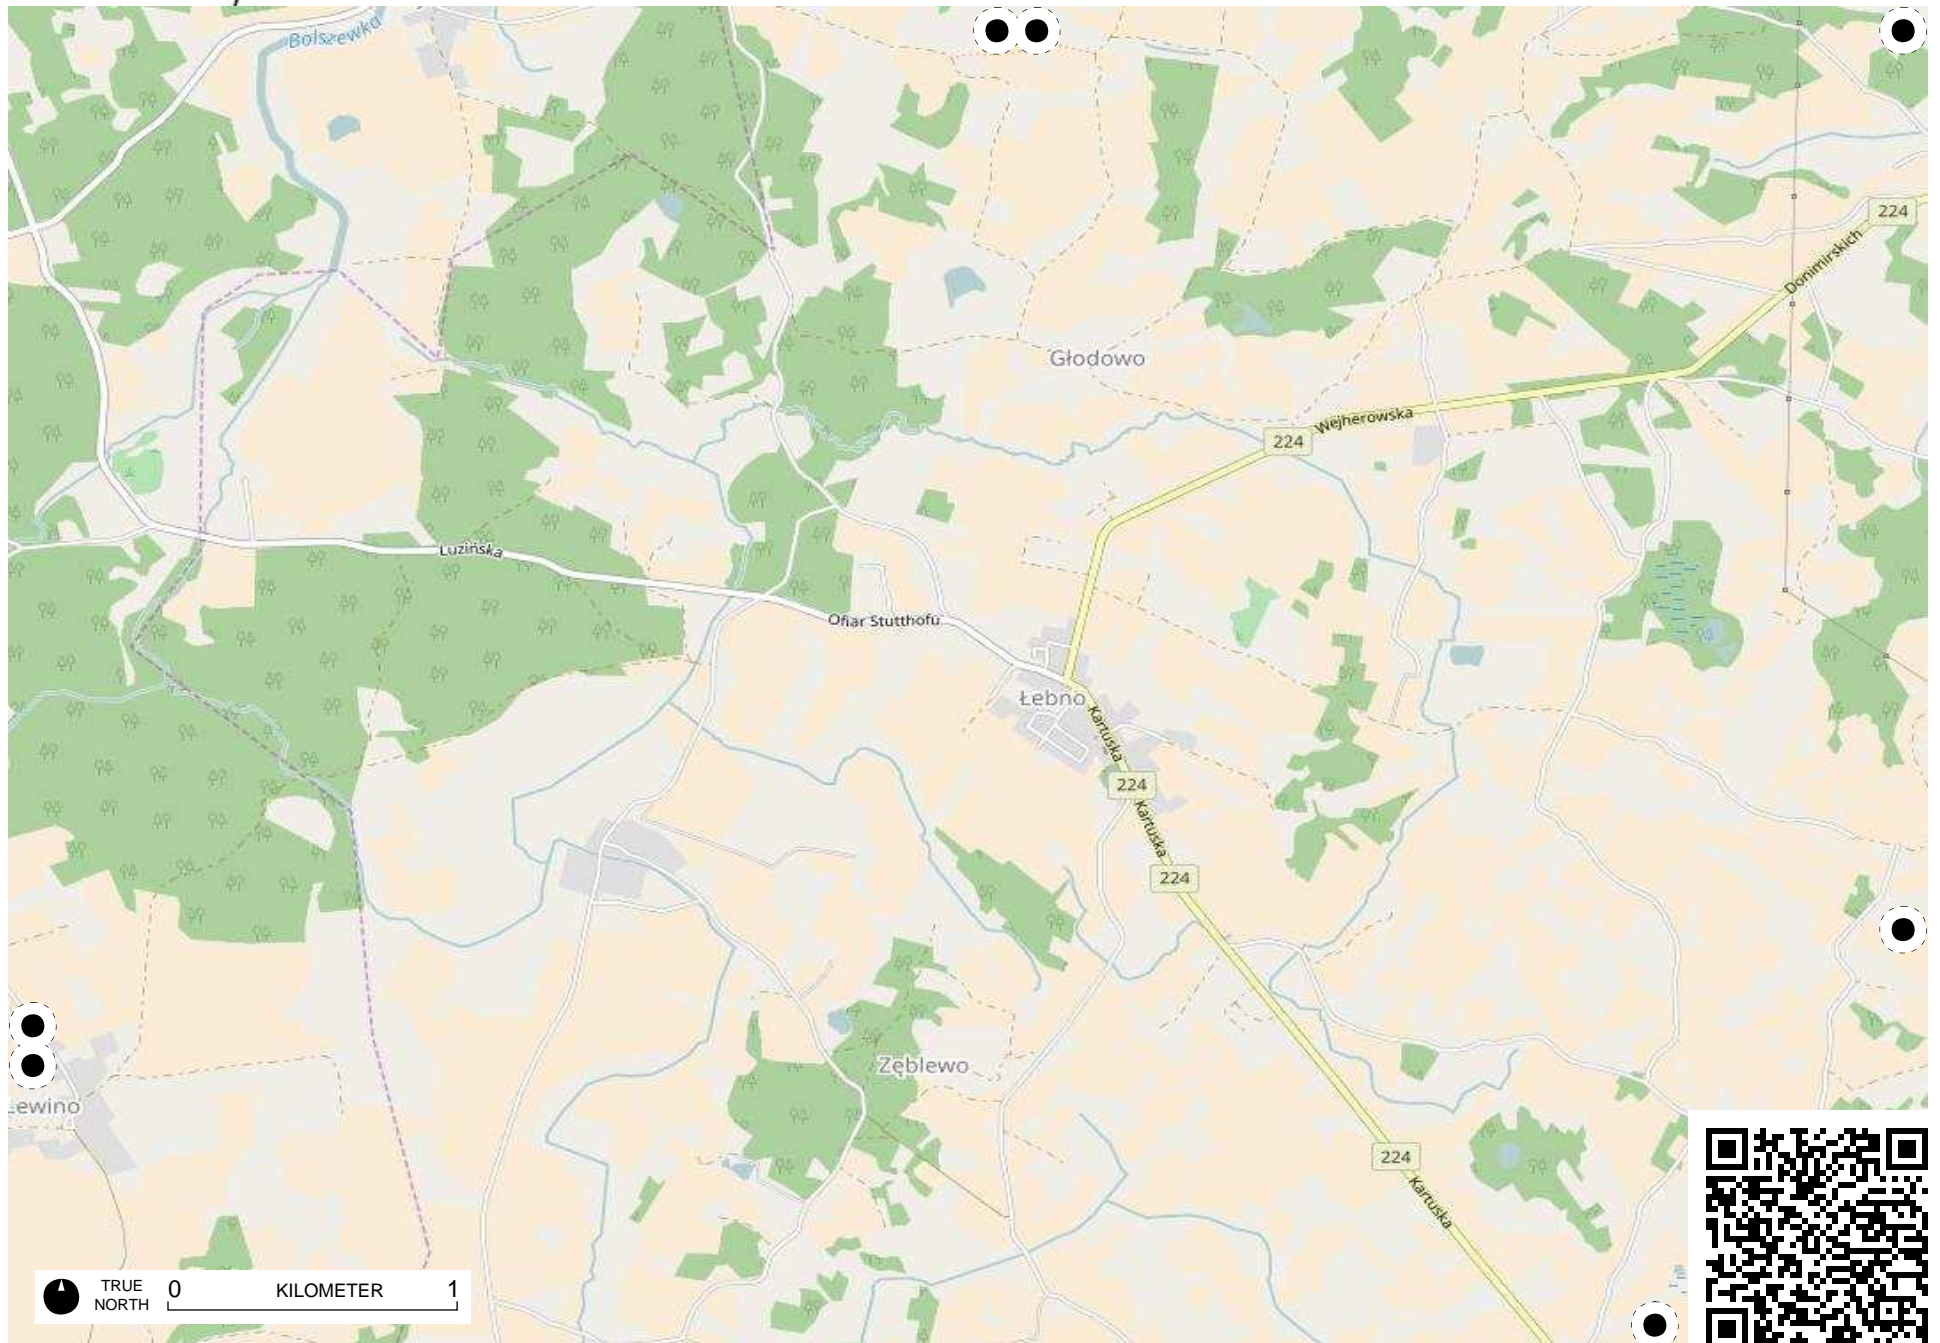 Bolszewka
224
Donimirskich
Głodowo
Wejherowska
224
Luzińska
Ofiar Stutthofu
Łebno
Kartuska
224
Kartuska
224
Zęblewo
Lewino
224
Kartuska
TRUE
NORTH
0 KILOMETER 1